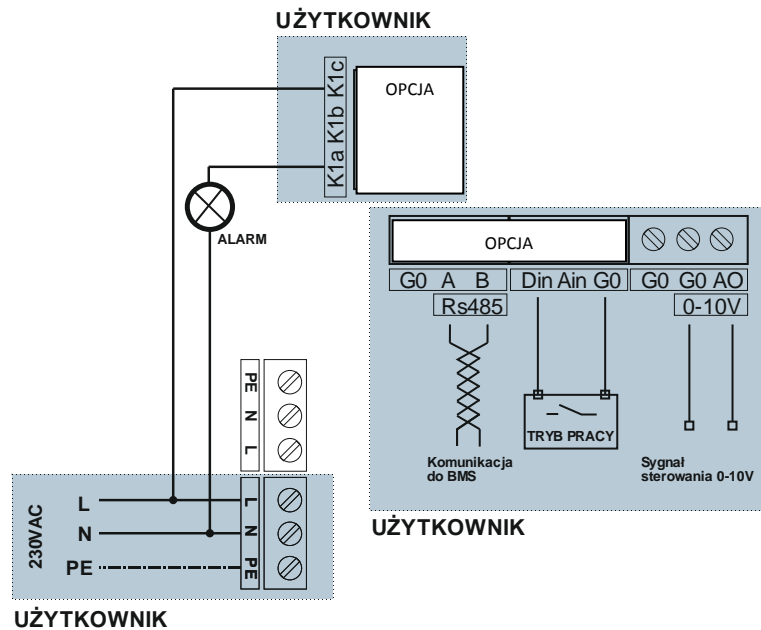 UŻYTKOWNIK
K1a K1b K1c
OPCJA
ALARM
OPCJA
G0 A B Din Ain G0 G0 G0 AO
Rs485 0-10V
TRYB PRACY
Komunikacja
do BMS
Sygnał
sterowania 0-10V
UŻYTKOWNIK
PE
N
L
230VAC
L
N
PE
L
N
PE
UŻYTKOWNIK